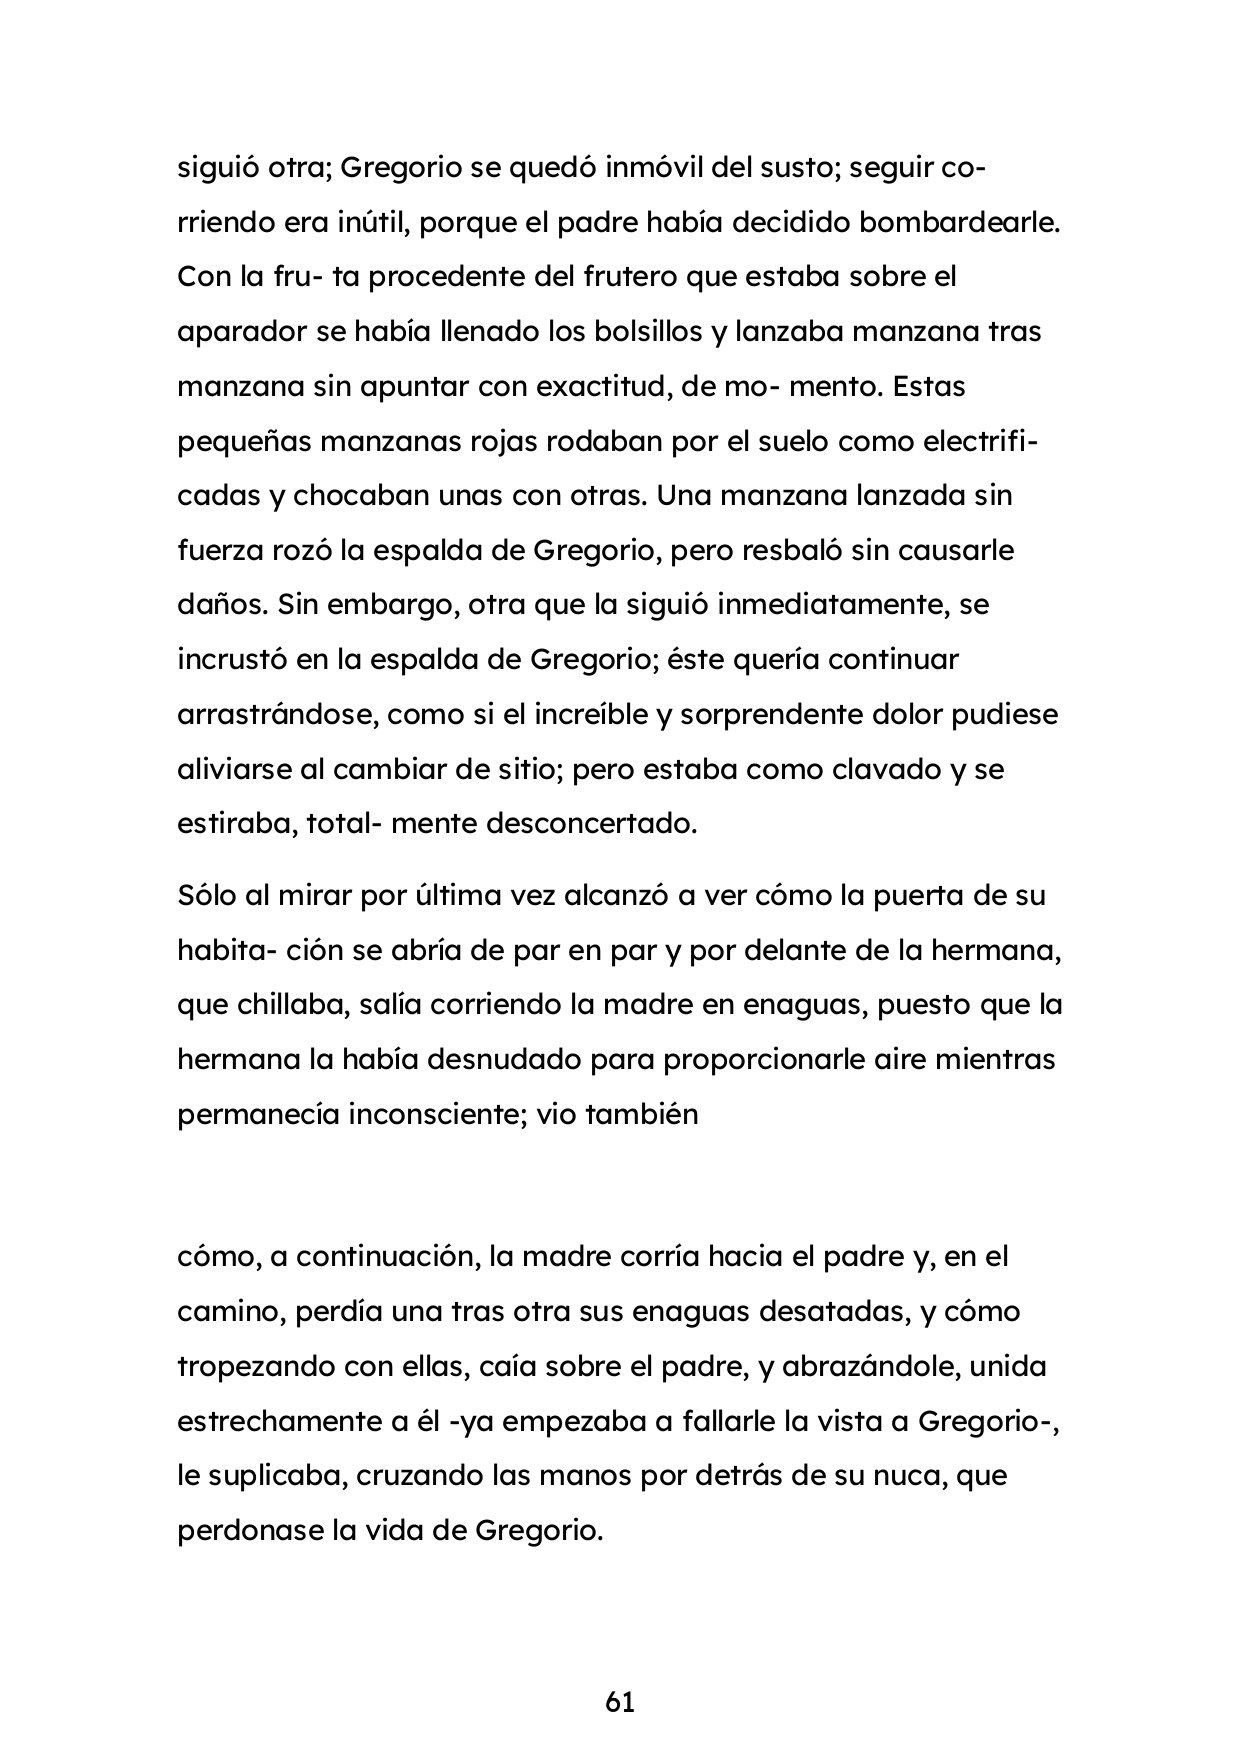 siguió otra; Gregorio se quedó inmóvil del susto; seguir co-
rriendo era inútil, porque el padre había decidido bombardearle.
Con la fru- ta procedente del frutero que estaba sobre el
aparador se había llenado los bolsillos y lanzaba manzana tras
manzana sin apuntar con exactitud, de mo- mento. Estas
pequeñas manzanas rojas rodaban por el suelo como electrifi-
cadas y chocaban unas con otras. Una manzana lanzada sin
fuerza rozó la espalda de Gregorio, pero resbaló sin causarle
daños. Sin embargo, otra que la siguió inmediatamente, se
incrustó en la espalda de Gregorio; éste quería continuar
arrastrándose, como si el increíble y sorprendente dolor pudiese
aliviarse al cambiar de sitio; pero estaba como clavado y se
estiraba, total- mente desconcertado.
Sólo al mirar por última vez alcanzó a ver cómo la puerta de su
habita- ción se abría de par en par y por delante de la hermana,
que chillaba, salía corriendo la madre en enaguas, puesto que la
hermana la había desnudado para proporcionarle aire mientras
permanecía inconsciente; vio también
cómo, a continuación, la madre corría hacia el padre y, en el
camino, perdía una tras otra sus enaguas desatadas, y cómo
tropezando con ellas, caía sobre el padre, y abrazándole, unida
estrechamente a él -ya empezaba a fallarle la vista a Gregorio-,
le suplicaba, cruzando las manos por detrás de su nuca, que
perdonase la vida de Gregorio.
61